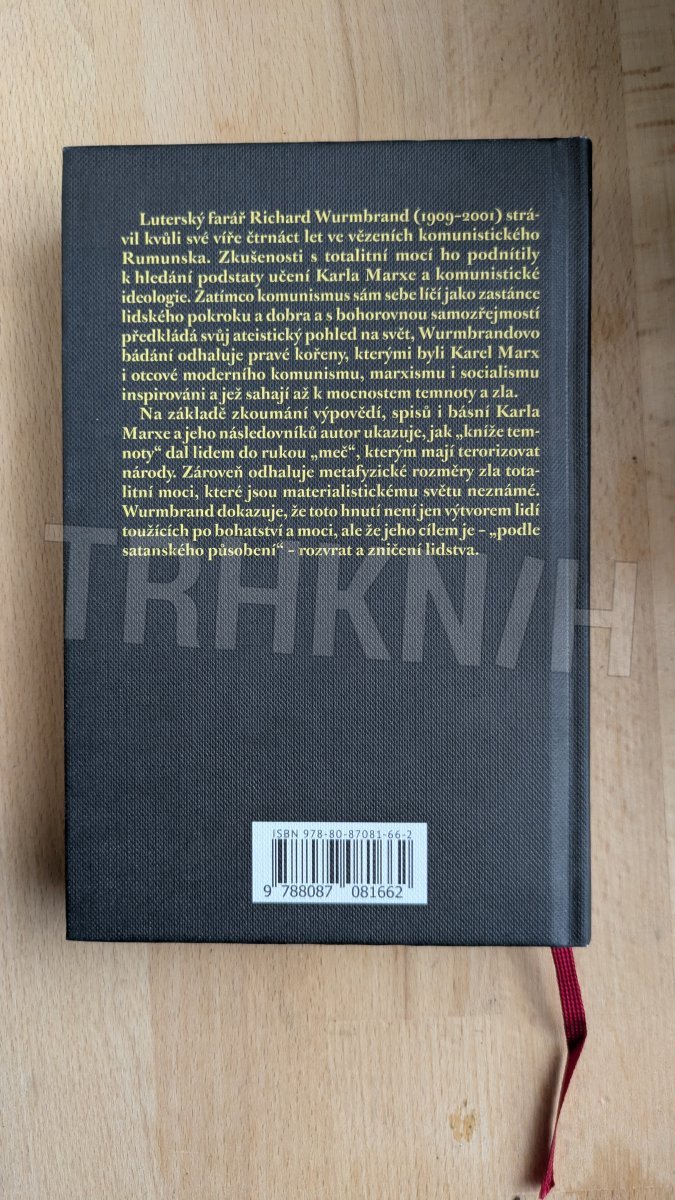 Luterský farář Richard Wurmbrand (1909–2001) strá-
vil kvůli své víře čtrnáct let ve vězeních komunistického
Rumunska. Zkušenosti s totalitní mocí ho podnítily
k hledání podstaty učení Karla Marxe a komunistické
ideologie. Zatímco komunismus sám sebe líčí jako zastánce
lidského pokroku a dobra a s bohorovnou samozřejmostí
předkládá svůj ateistický pohled na svět, Wurmbrandovo
bádání odhaluje pravé kořeny, kterými byli Karel Marx
i otcové moderního komunismu, marxismu i socialismu
inspirováni a jež sahají až k mocnostem temnoty a zla.
Na základě zkoumání výpovědí, spisů i básní Karla
Marxe a jeho následovníků autor ukazuje, jak „kníže tem-
noty“ dal lidem do rukou „meč“, kterým mají terorizovat
národy. Zároveň odhaluje metafyzické rozměry zla tota-
litní moci, které jsou materialistickému světu neznámé.
Wurmbrand dokazuje, že toto hnutí není jen výtvorem lidí
toužících po bohatství a moci, ale že jeho cílem je – „podle
satanského působení“ – rozvrat a zničení lidstva.
TRHKNIH
ISBN 978-80-87081-66-2
9 788087 081662